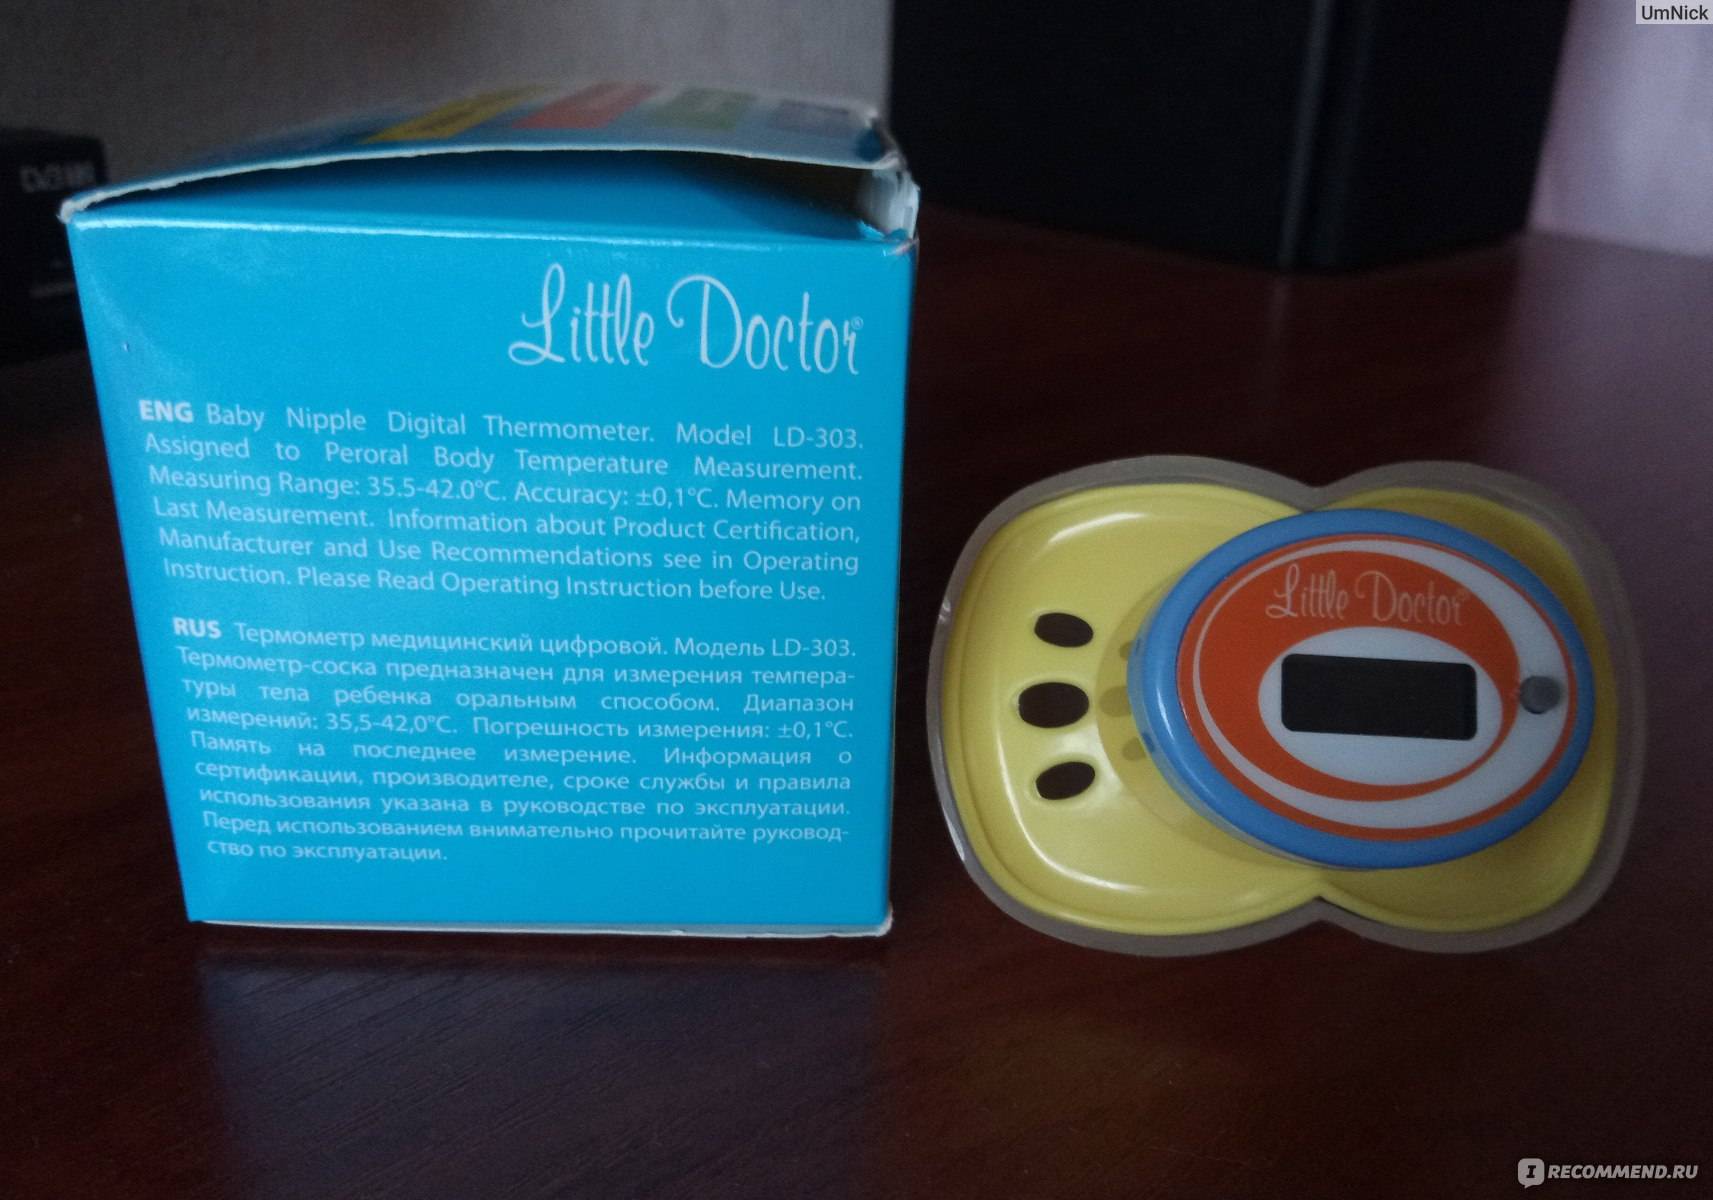 UmNick
Little Doctor®
ENG Baby Nipple Digital Thermometer. Model LD-303.
Assigned to Peroral Body Temperature Measurement.
Measuring Range: 35.5-42.0°C. Accuracy: ±0,1°C. Memory on
Last Measurement. Information about Product Certification,
Manufacturer and Use Recommendations see in Operating
Instruction. Please Read Operating Instruction before Use.
RUS Термометр медицинский цифровой. Модель LD-303.
Термометр-соска предназначен для измерения темпера-
туры тела ребенка оральным способом. Диапазон
измерений: 35,5-42,0°C. Погрешность измерения: ±0,1°C.
Память на последнее измерение. Информация о
сертификации, производителе, сроке службы и правила
использования указана в руководстве по эксплуатации.
Перед использованием внимательно прочитайте руковод-
ство по эксплуатации.
Little Doctor
IRECOMMEND.RU